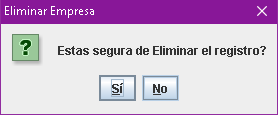 Eliminar Empresa
Estas segura de Eliminar el registro?
Sí No